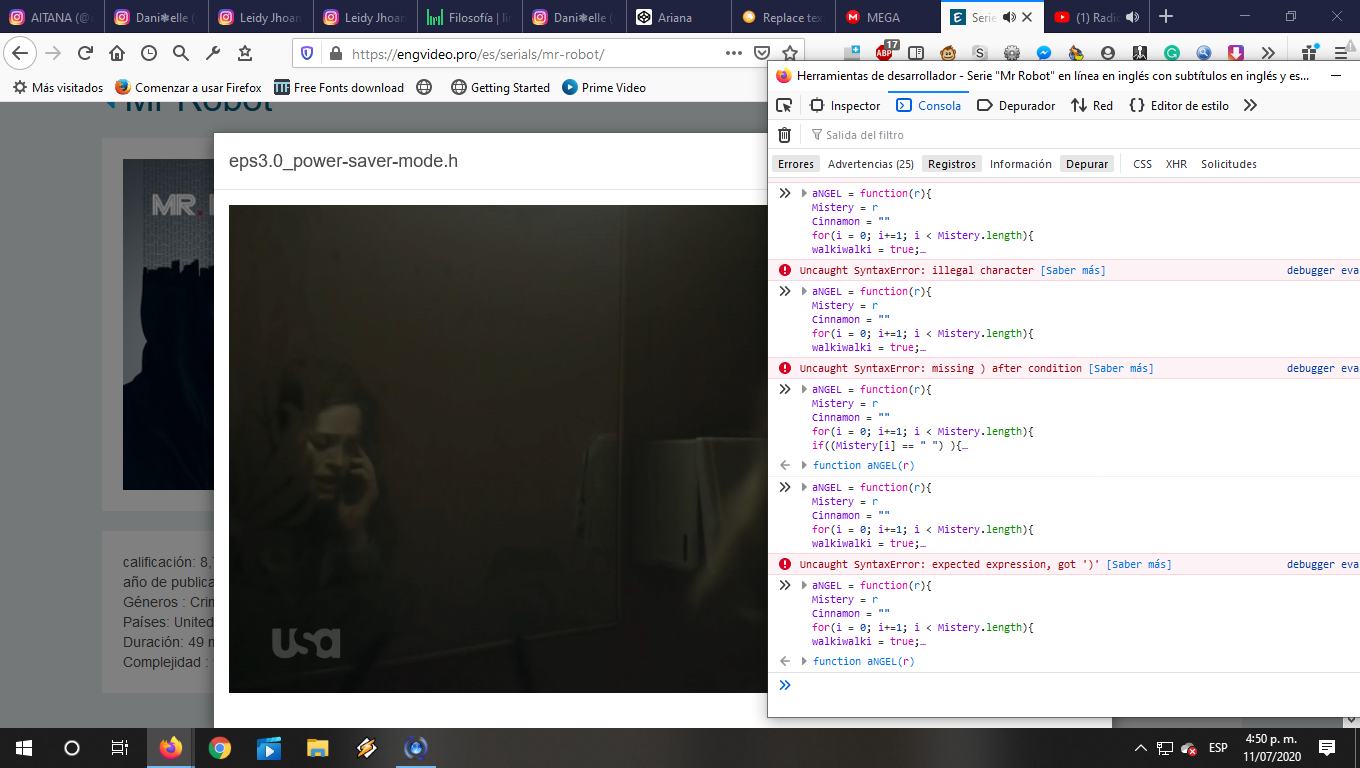 AITANA (@
Dani❃elle (
Leidy Jhoan
Leidy Jhoan
Filosofía | li
Dani❃elle (
Ariana
Replace tex
MEGA
Serie
(1) Radio
https://engvideo.pro/es/serials/mr-robot/
17
ABP
S
Más visitados
Comenzar a usar Firefox
Free Fonts download
Getting Started
Prime Video
Mr Robot
MR.
eps3.0_power-saver-mode.h
usa
calificación: 8,
año de publica
Géneros : Crim
Países: United
Duración: 49 m
Complejidad :
Herramientas de desarrollador - Serie "Mr Robot" en línea en inglés con subtítulos en inglés y es...
Inspector
Consola
Depurador
Red
Editor de estilo
Salida del filtro
Errores
Advertencias (25)
Registros
Información
Depurar
CSS
XHR
Solicitudes
aNGEL = function(r){
Mistery = r
Cinnamon = ""
for(i = 0; i+=1; i < Mistery.length){
walkiwalki = true;…
Uncaught SyntaxError: illegal character [Saber más]
debugger eva
aNGEL = function(r){
Mistery = r
Cinnamon = ""
for(i = 0; i+=1; i < Mistery.length){
walkiwalki = true;…
Uncaught SyntaxError: missing ) after condition [Saber más]
debugger eva
aNGEL = function(r){
Mistery = r
Cinnamon = ""
for(i = 0; i+=1; i < Mistery.length){
if((Mistery[i] == " ") ){…
function aNGEL(r)
aNGEL = function(r){
Mistery = r
Cinnamon = ""
for(i = 0; i+=1; i < Mistery.length){
walkiwalki = true;…
Uncaught SyntaxError: expected expression, got ')' [Saber más]
debugger eva
aNGEL = function(r){
Mistery = r
Cinnamon = ""
for(i = 0; i+=1; i < Mistery.length){
walkiwalki = true;…
function aNGEL(r)
ESP
4:50 p. m.
11/07/2020